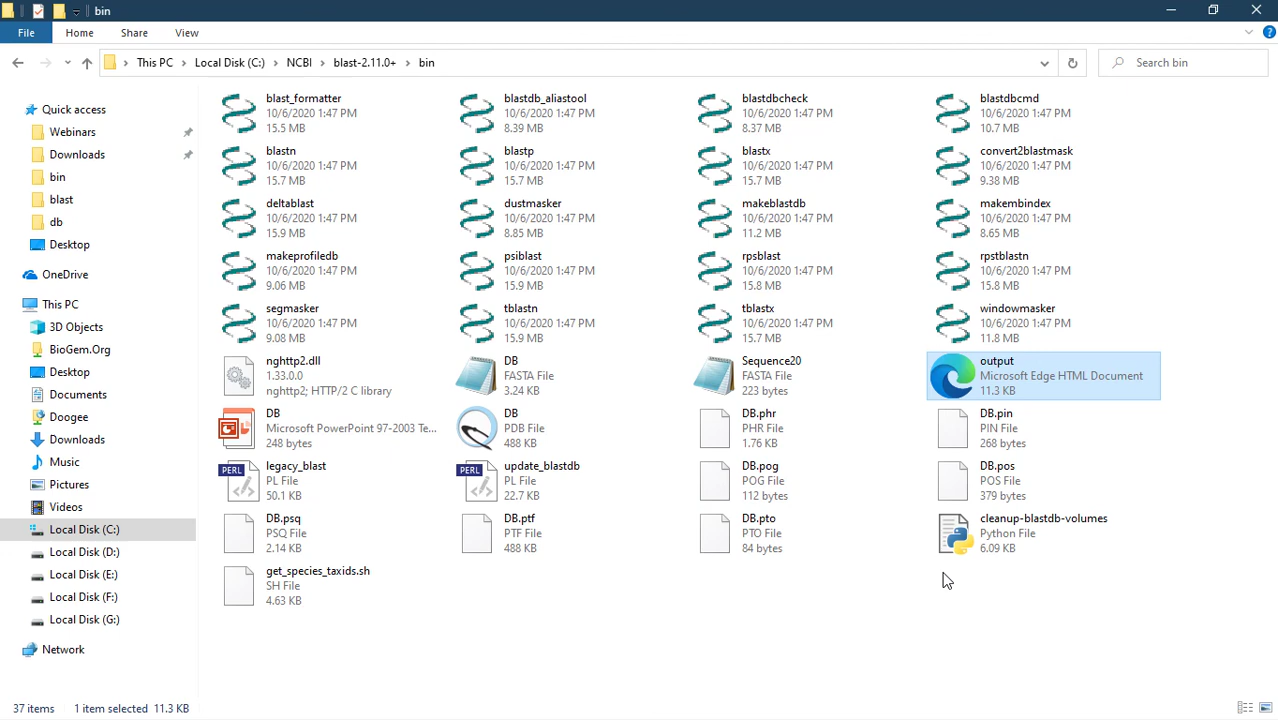 bin
File Home Share View
This PC Local Disk (C:) NCBI blast-2.11.0+ bin Search bin
Quick access
Webinars
Downloads
bin
blast
db
Desktop
OneDrive
This PC
3D Objects
BioGem.Org
Desktop
Documents
Doogee
Downloads
Music
Pictures
Videos
Local Disk (C:)
Local Disk (D:)
Local Disk (E:)
Local Disk (F:)
Local Disk (G:)
Network
blast_formatter
10/6/2020 1:47 PM
15.5 MB
blastdb_aliastool
10/6/2020 1:47 PM
8.39 MB
blastdbcheck
10/6/2020 1:47 PM
8.37 MB
blastdbcmd
10/6/2020 1:47 PM
10.7 MB
blastn
10/6/2020 1:47 PM
15.7 MB
blastp
10/6/2020 1:47 PM
15.7 MB
blastx
10/6/2020 1:47 PM
15.7 MB
convert2blastmask
10/6/2020 1:47 PM
9.38 MB
deltablast
10/6/2020 1:47 PM
15.9 MB
dustmasker
10/6/2020 1:47 PM
8.85 MB
makeblastdb
10/6/2020 1:47 PM
11.2 MB
makembindex
10/6/2020 1:47 PM
8.65 MB
makeprofiledb
10/6/2020 1:47 PM
9.06 MB
psiblast
10/6/2020 1:47 PM
15.9 MB
rpsblast
10/6/2020 1:47 PM
15.8 MB
rpstblastn
10/6/2020 1:47 PM
15.8 MB
segmasker
10/6/2020 1:47 PM
9.08 MB
tblastn
10/6/2020 1:47 PM
15.9 MB
tblastx
10/6/2020 1:47 PM
15.7 MB
windowmasker
10/6/2020 1:47 PM
9.08 MB
nghttp2.dll
1.33.0.0
nghttp2; HTTP/2 C library
DB
FASTA File
3.24 KB
Sequence20
FASTA File
223 bytes
output
Microsoft Edge HTML Document
11.3 KB
DB
Microsoft PowerPoint 97-2003 Te...
248 bytes
DB
PDB File
488 KB
DB.phr
PHR File
1.76 KB
DB.pin
PIN File
268 bytes
PERL
legacy_blast
PL File
50.1 KB
PERL
update_blastdb
PL File
22.7 KB
DB.pog
POG File
112 bytes
DB.pos
POS File
379 bytes
DB.psq
PSQ File
2.14 KB
DB.ptf
PTF File
488 KB
DB.pto
PTO File
84 bytes
cleanup-blastdb-volumes
Python File
6.09 KB
get_species_taxids.sh
SH File
4.63 KB
37 items 1 item selected 11.3 KB